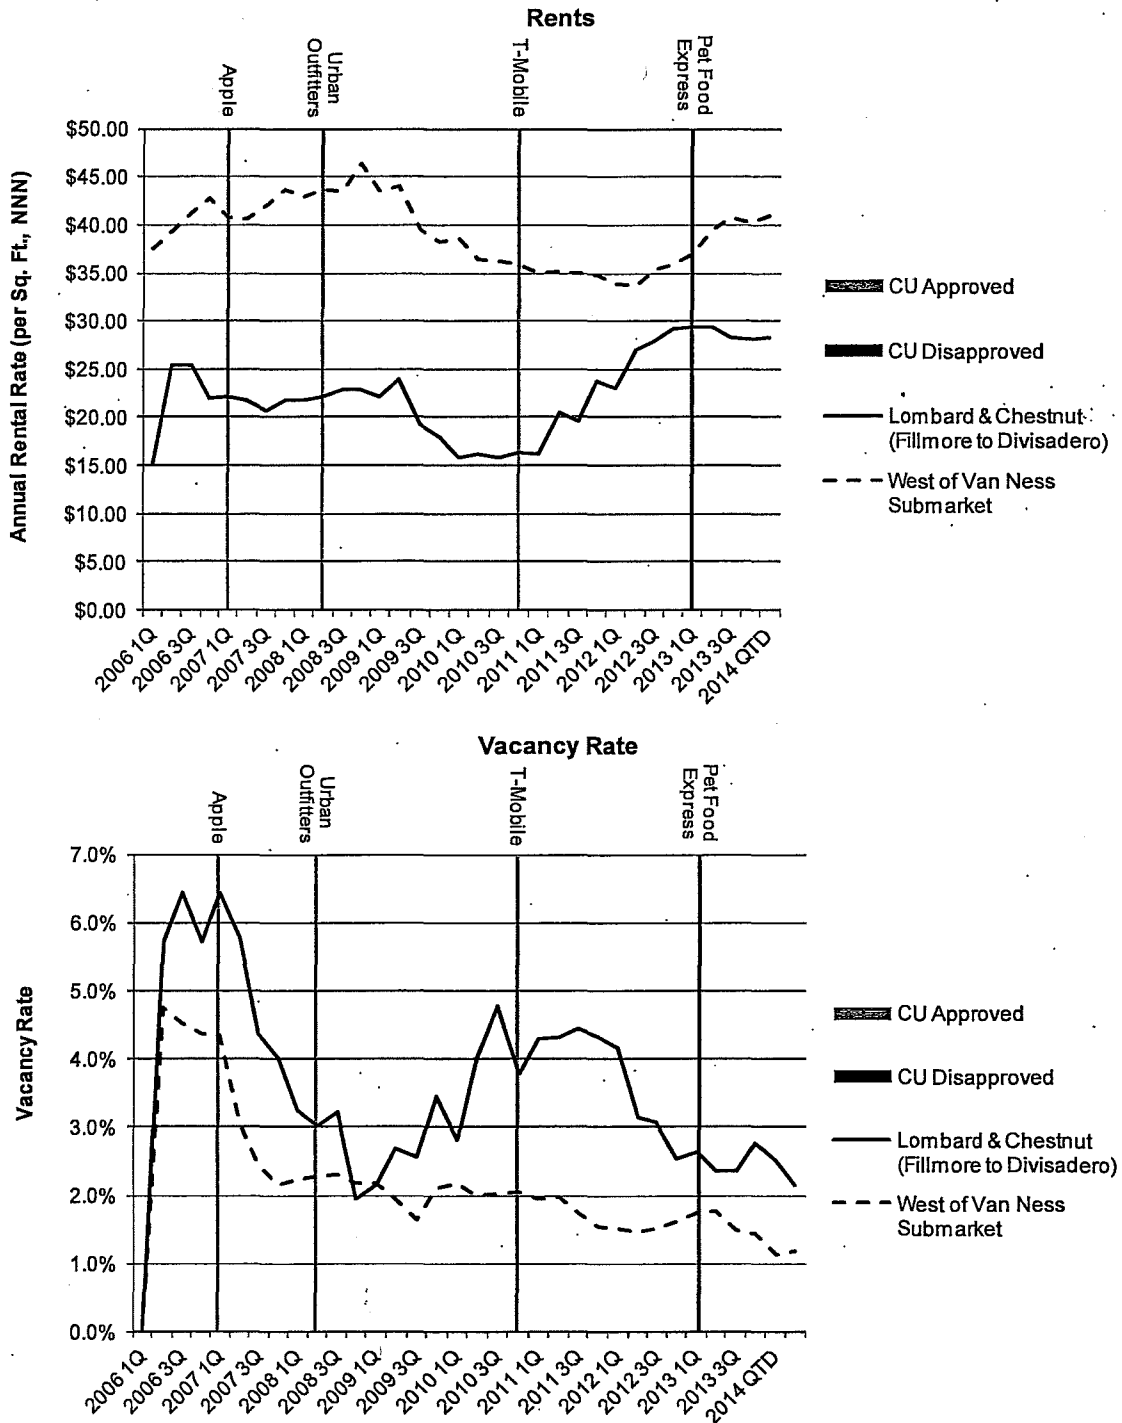 Rents
Apple
Urban
Outfitters
T-Mobile
Pet Food
Express
Annual Rental Rate (per Sq. Ft., NNN)
$50.00
$45.00
$40.00
$35.00
$30.00
$25.00
$20.00
$15.00
$10.00
$5.00
$0.00
2006 1Q
2006 3Q
2007 1Q
2007 3Q
2008 1Q
2008 3Q
2009 1Q
2009 3Q
2010 1Q
2010 3Q
2011 1Q
2011 3Q
2012 1Q
2012 3Q
2013 1Q
2013 3Q
2014 QTD
CU Approved
CU Disapproved
Lombard & Chestnut
(Fillmore to Divisadero)
West of Van Ness
Submarket
Vacancy Rate
Apple
Urban
Outfitters
T-Mobile
Pet Food
Express
Vacancy Rate
7.0%
6.0%
5.0%
4.0%
3.0%
2.0%
1.0%
0.0%
2006 1Q
2006 3Q
2007 1Q
2007 3Q
2008 1Q
2008 3Q
2009 1Q
2009 3Q
2010 1Q
2010 3Q
2011 1Q
2011 3Q
2012 1Q
2012 3Q
2013 1Q
2013 3Q
2014 QTD
CU Approved
CU Disapproved
Lombard & Chestnut
(Fillmore to Divisadero)
West of Van Ness
Submarket